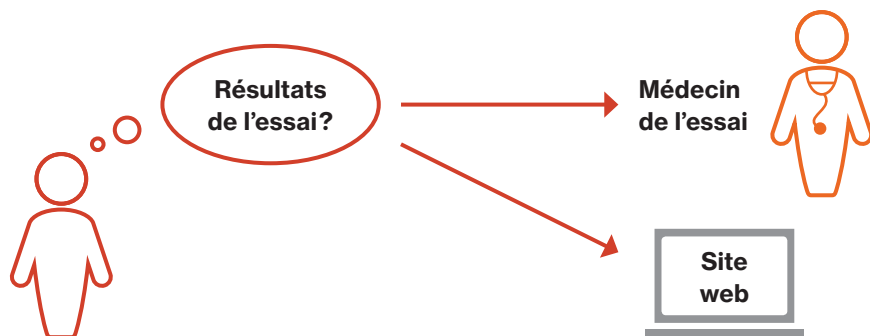 Résultats
de l'essai?
Médecin
de l'essai
Site
web